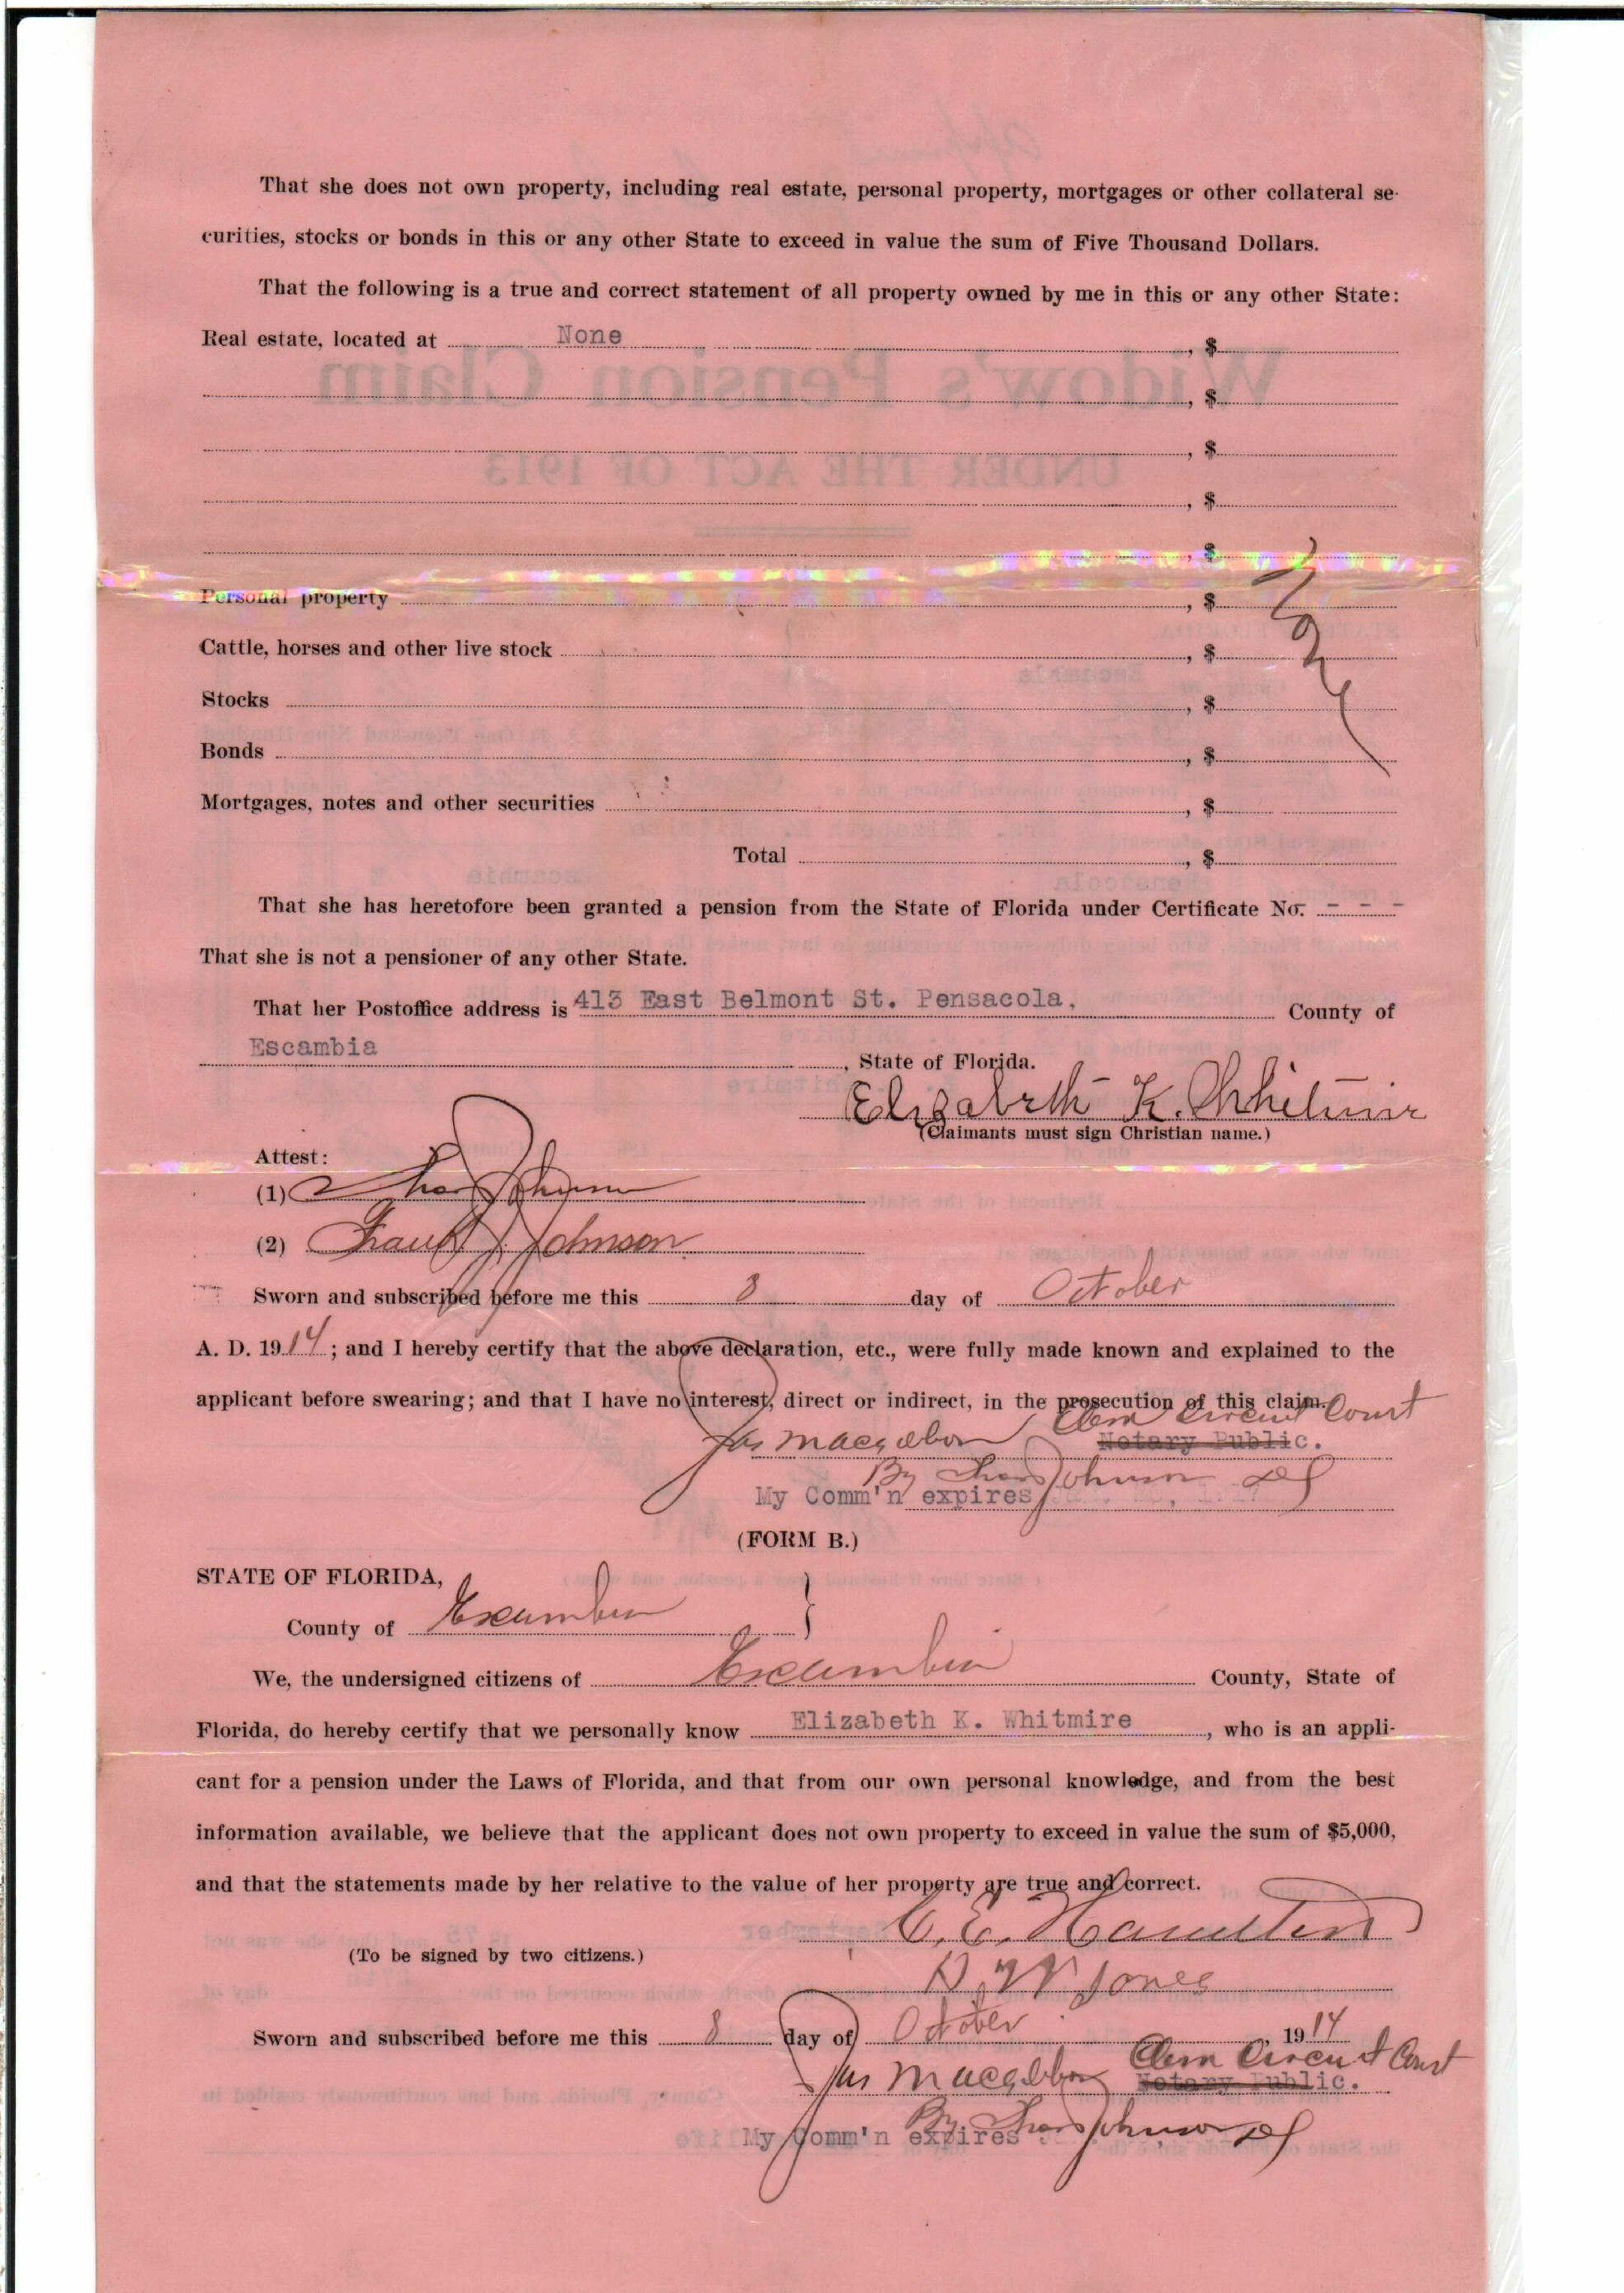 That she does not own property, including real estate, personal property, mortgages or other collateral se-
curities, stocks or bonds in this or any other State to exceed in value the sum of Five Thousand Dollars.
That the following is a true and correct statement of all property owned by me in this or any other State:
Real estate, located at None , $
, $
, $
, $
, $
Personal property , $
Cattle, horses and other live stock , $
Stocks , $
Bonds , $
Mortgages, notes and other securities , $
Total , $
That she has heretofore been granted a pension from the State of Florida under Certificate No. - - -
That she is not a pensioner of any other State.
That her Postoffice address is 413 East Belmont St. Pensacola, County of
Escambia , State of Florida.
Elizabeth K. Whitmire
(Claimants must sign Christian name.)
Attest:
(1) Johnson
(2) Frank J. Johnson
Sworn and subscribed before me this 8 day of October
A. D. 1914; and I hereby certify that the above declaration, etc., were fully made known and explained to the
applicant before swearing; and that I have no interest, direct or indirect, in the prosecution of this claim.
Jas Macgibbon Clerk Circuit Court
Notary Public.
By Johnson
My Comm'n expires
(FORM B.)
STATE OF FLORIDA,
County of Escambia }
We, the undersigned citizens of Escambia County, State of
Florida, do hereby certify that we personally know Elizabeth K. Whitmire , who is an appli-
cant for a pension under the Laws of Florida, and that from our own personal knowledge, and from the best
information available, we believe that the applicant does not own property to exceed in value the sum of $5,000,
and that the statements made by her relative to the value of her property are true and correct.
C. E. Hamilton
(To be signed by two citizens.)
Jones
Sworn and subscribed before me this 8 day of October 1914
Jas Macgibbon Clerk Circuit Court
Notary Public.
By Johnson
My Comm'n expires